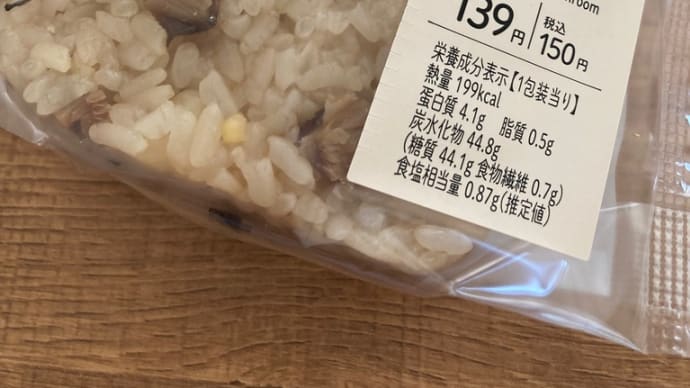 room
139円 税込 150円
栄養成分表示【1包装当り】
熱量 199kcal
蛋白質 4.1g 脂質 0.5g
炭水化物 44.8g
(糖質 44.1g 食物繊維 0.7g)
食塩相当量 0.87g(推定値)